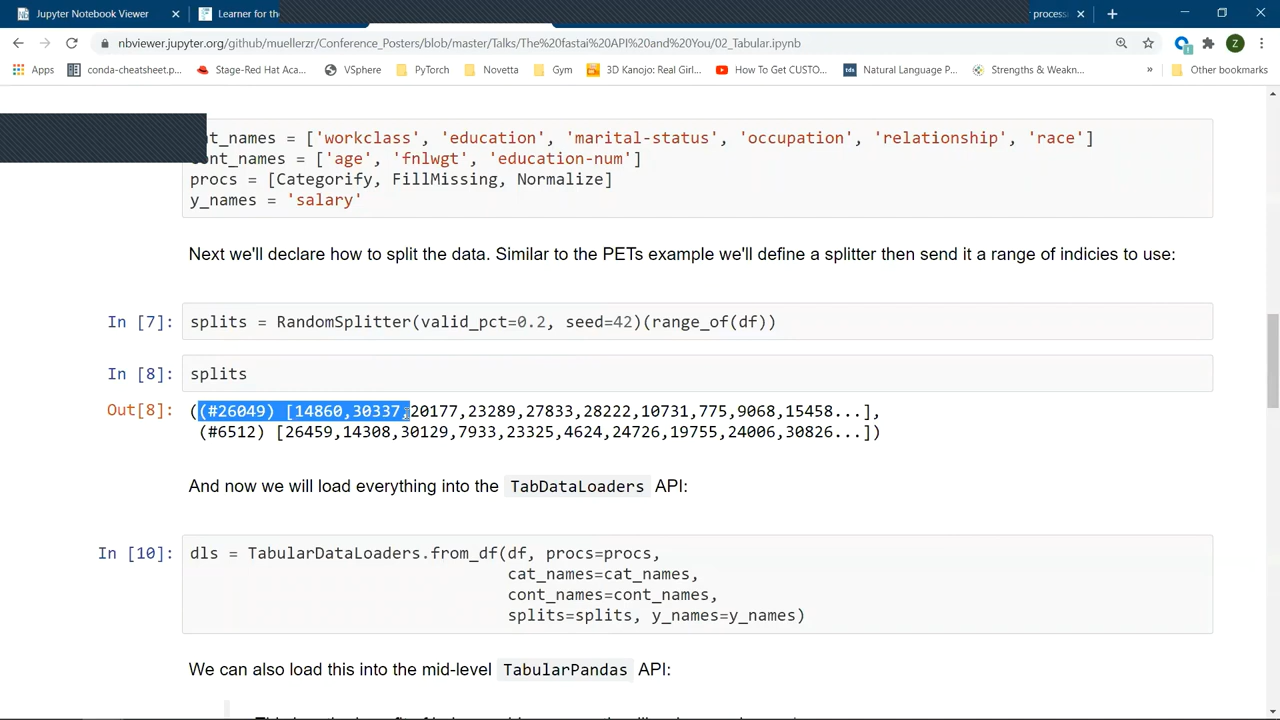 Jupyter Notebook Viewer
Learner for the
process
nbviewer.jupyter.org/github/muellerzr/Conference_Posters/blob/master/Talks/The%20fastai%20API%20and%20You/02_Tabular.ipynb
Z
Apps conda-cheatsheet.p... Stage-Red Hat Aca... VSphere PyTorch Novetta Gym 3D Kanojo: Real Girl... How To Get CUSTO... Natural Language P... Strengths & Weakn... » Other bookmarks
t_names = ['workclass', 'education', 'marital-status', 'occupation', 'relationship', 'race']
cont_names = ['age', 'fnlwgt', 'education-num']
procs = [Categorify, FillMissing, Normalize]
y_names = 'salary'
Next we'll declare how to split the data. Similar to the PETs example we'll define a splitter then send it a range of indicies to use:
In [7]: splits = RandomSplitter(valid_pct=0.2, seed=42)(range_of(df))
In [8]: splits
Out[8]: ((#26049) [14860,30337,20177,23289,27833,28222,10731,775,9068,15458...],
(#6512) [26459,14308,30129,7933,23325,4624,24726,19755,24006,30826...])
And now we will load everything into the TabDataLoaders API:
In [10]: dls = TabularDataLoaders.from_df(df, procs=procs,
cat_names=cat_names,
cont_names=cont_names,
splits=splits, y_names=y_names)
We can also load this into the mid-level TabularPandas API: